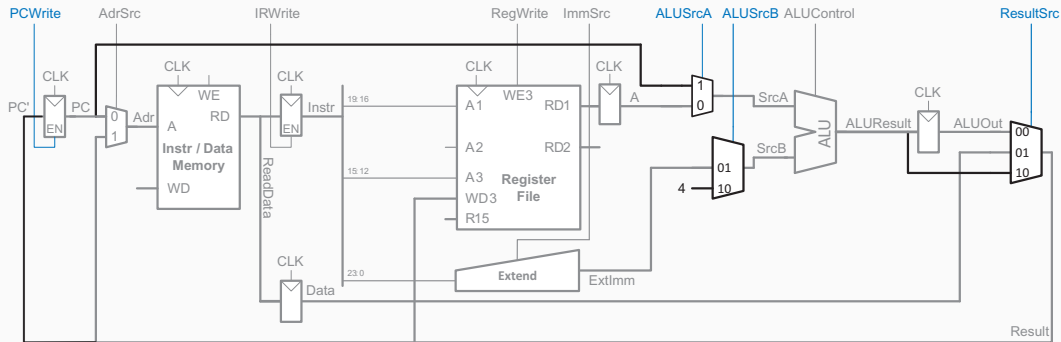 PCWrite AdrSrc IRWrite RegWrite ImmSrc ALUSrcA ALUSrcB ALUControl ResultSrc
CLK CLK CLK CLK CLK CLK
PC' PC EN
0
1
Adr
WE
RD
A
Instr / Data
Memory
WD
EN
Instr
ReadData
19:16
15:12
23:0
WE3
A1
RD1
A2
RD2
A3
Register
File
WD3
R15
A
1
0
SrcA
01
10
4
SrcB
ALU
ALUResult
ALUOut
00
01
10
Extend
ExtImm
CLK
Data
Result